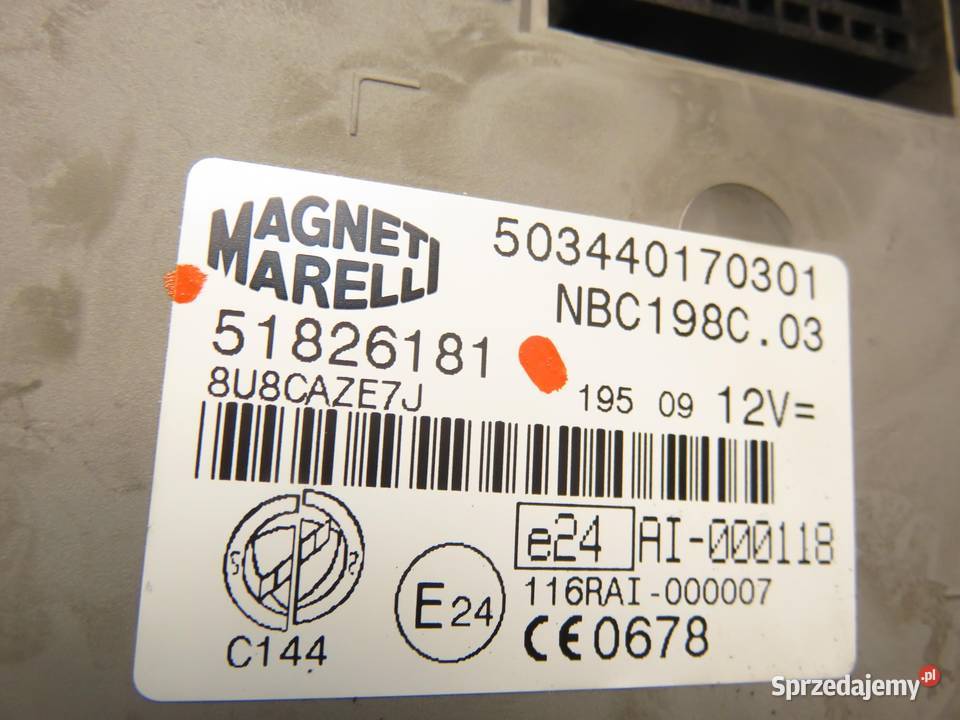 MAGNETI
MARELLI
503440170301
NBC198C.03
51826181
8U8CAZE7J
195 09 12V=
e24 AI-000118
116RAI-000007
E24
CE0678
C144
Sprzedajemy.pl